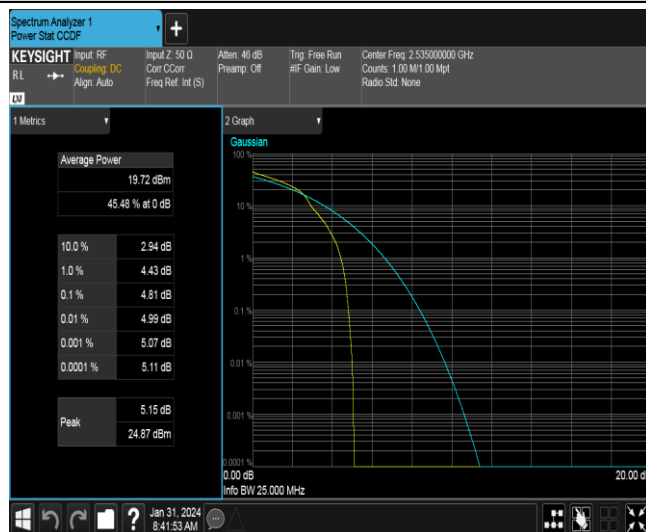 Spectrum Analyzer 1
Power Stat CCDF
KEYSIGHT
RL
LXI
Input: RF
Coupling: DC
Align: Auto
Input Z: 50 Ω
Corr CCorr
Freq Ref: Int (S)
Atten: 46 dB
Preamp: Off
Trig: Free Run
#IF Gain: Low
Center Freq: 2.535000000 GHz
Counts: 1.00 M/1.00 Mpt
Radio Std: None
1 Metrics
Average Power
19.72 dBm
45.48 % at 0 dB
10.0 % 2.94 dB
1.0 % 4.43 dB
0.1 % 4.81 dB
0.01 % 4.99 dB
0.001 % 5.07 dB
0.0001 % 5.11 dB
Peak
5.15 dB
24.87 dBm
2 Graph
Gaussian
100 %
10 %
1 %
0.1 %
0.01 %
0.001 %
0.0001 %
0.00 dB
20.00 d
Info BW 25.000 MHz
?
Jan 31, 2024
8:41:53 AM